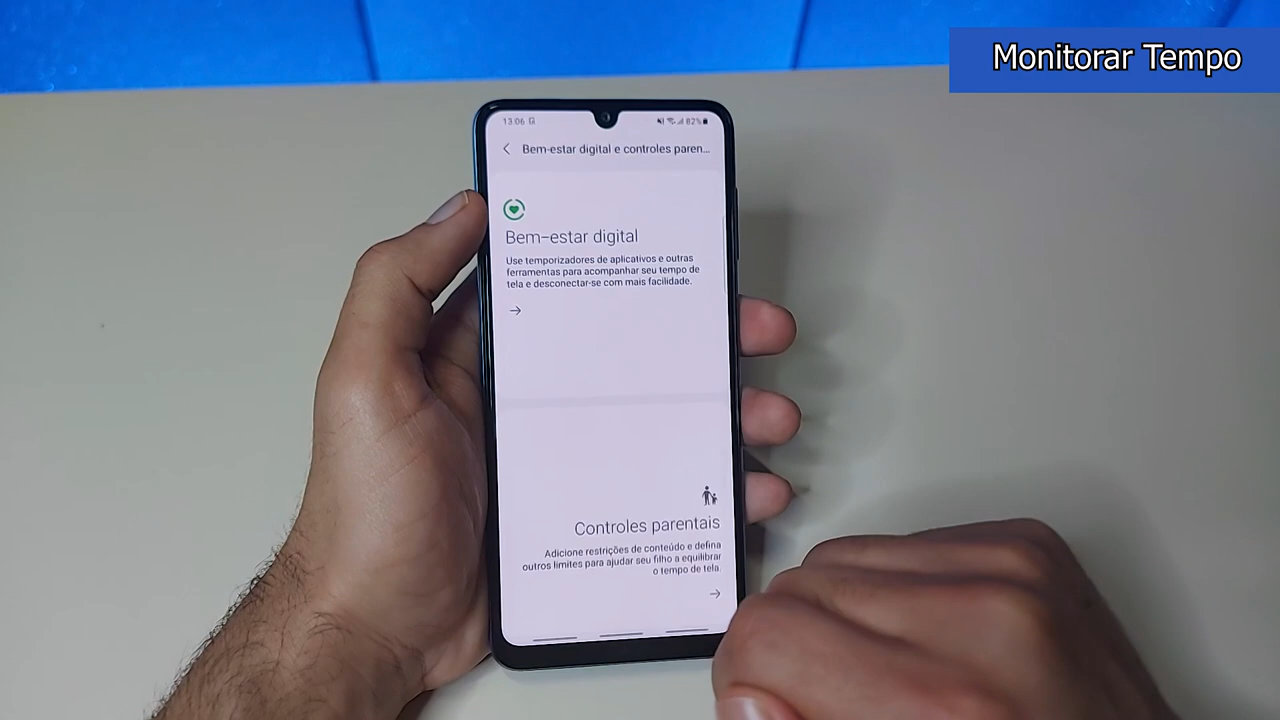 Monitorar Tempo
13:06
82%
Bem-estar digital e controles paren...
Bem-estar digital
Use temporizadores de aplicativos e outras
ferramentas para acompanhar seu tempo de
tela e desconectar-se com mais facilidade.
Controles parentais
Adicione restrições de conteúdo e defina
outros limites para ajudar seu filho a equilibrar
o tempo de tela.